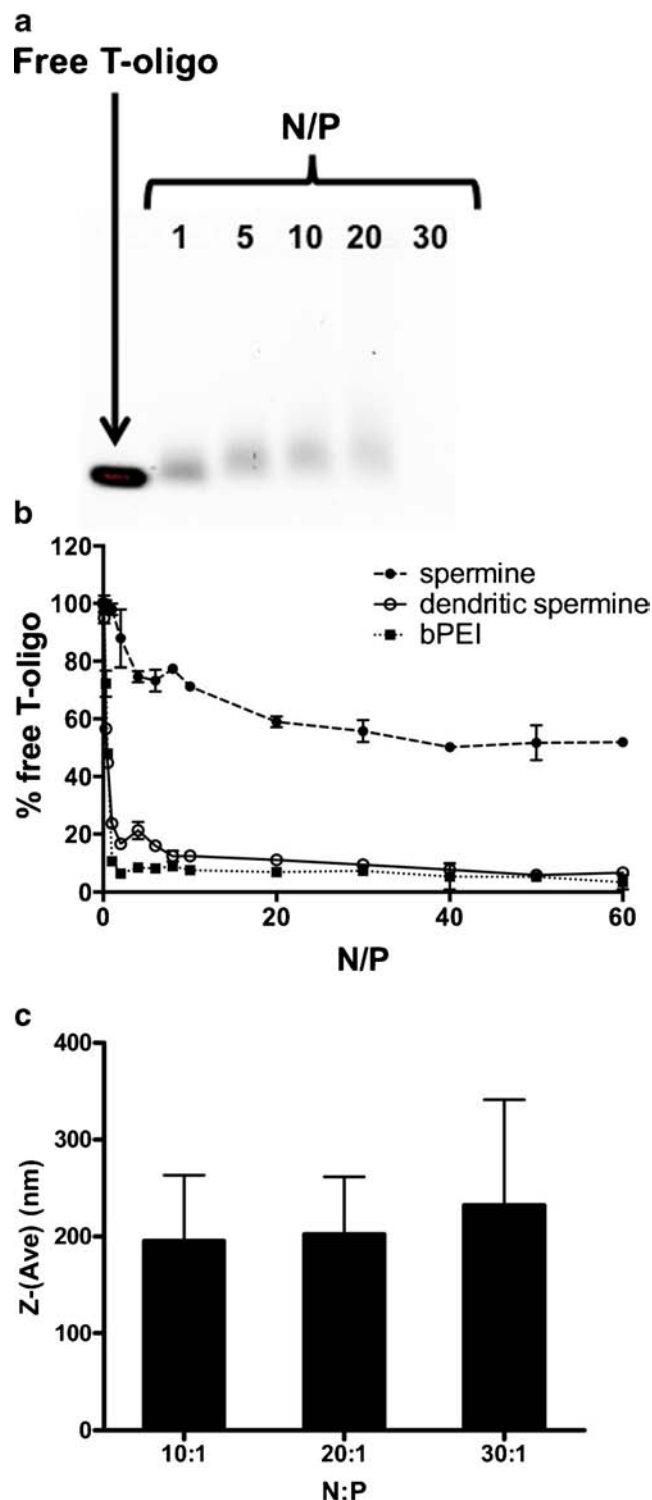 a
Free T-oligo
N/P
1 5 10 20 30
b
120
100
80
60
40
20
0
% free T-oligo
spermine
dendritic spermine
bPEI
0 20 40 60
N/P
c
400
300
200
100
0
Z-(Ave) (nm)
10:1 20:1 30:1
N:P